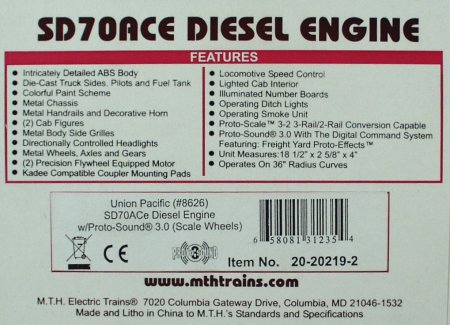 SD70ACE DIESEL ENGINE
FEATURES
• Intricately Detailed ABS Body
• Die-Cast Truck Sides, Pilots and Fuel Tank
• Colorful Paint Scheme
• Metal Chassis
• Metal Handrails and Decorative Horn
• (2) Cab Figures
• Metal Body Side Grilles
• Directionally Controlled Headlights
• Metal Wheels, Axles and Gears
• (2) Precision Flywheel Equipped Motor
• Kadee Compatible Coupler Mounting Pads
• Locomotive Speed Control
• Lighted Cab Interior
• Illuminated Number Boards
• Operating Ditch Lights
• Operating Smoke Unit
• Proto-Scale™ 3-2 3-Rail/2-Rail Conversion Capable
• Proto-Sound® 3.0 With The Digital Command System
Featuring: Freight Yard Proto-Effects™
• Unit Measures:18 1/2" x 2 5/8" x 4"
• Operates On 36" Radius Curves
Union Pacific (#8626)
SD70ACe Diesel Engine
w/Proto-Sound® 3.0 (Scale Wheels)
6 58081 31235 4
Item No. 20-20219-2
www.mthtrains.com
M.T.H. Electric Trains® 7020 Columbia Gateway Drive, Columbia, MD 21046-1532
Made and Litho in China to M.T.H.'s Standards and Specifications